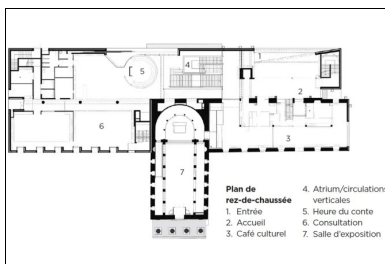 1
4
5
2
6
3
7
Plan de
rez-de-chaussée
1. Entrée
2. Accueil
3. Café culturel
4. Atrium/circulations
verticales
5. Heure du conte
6. Consultation
7. Salle d'exposition